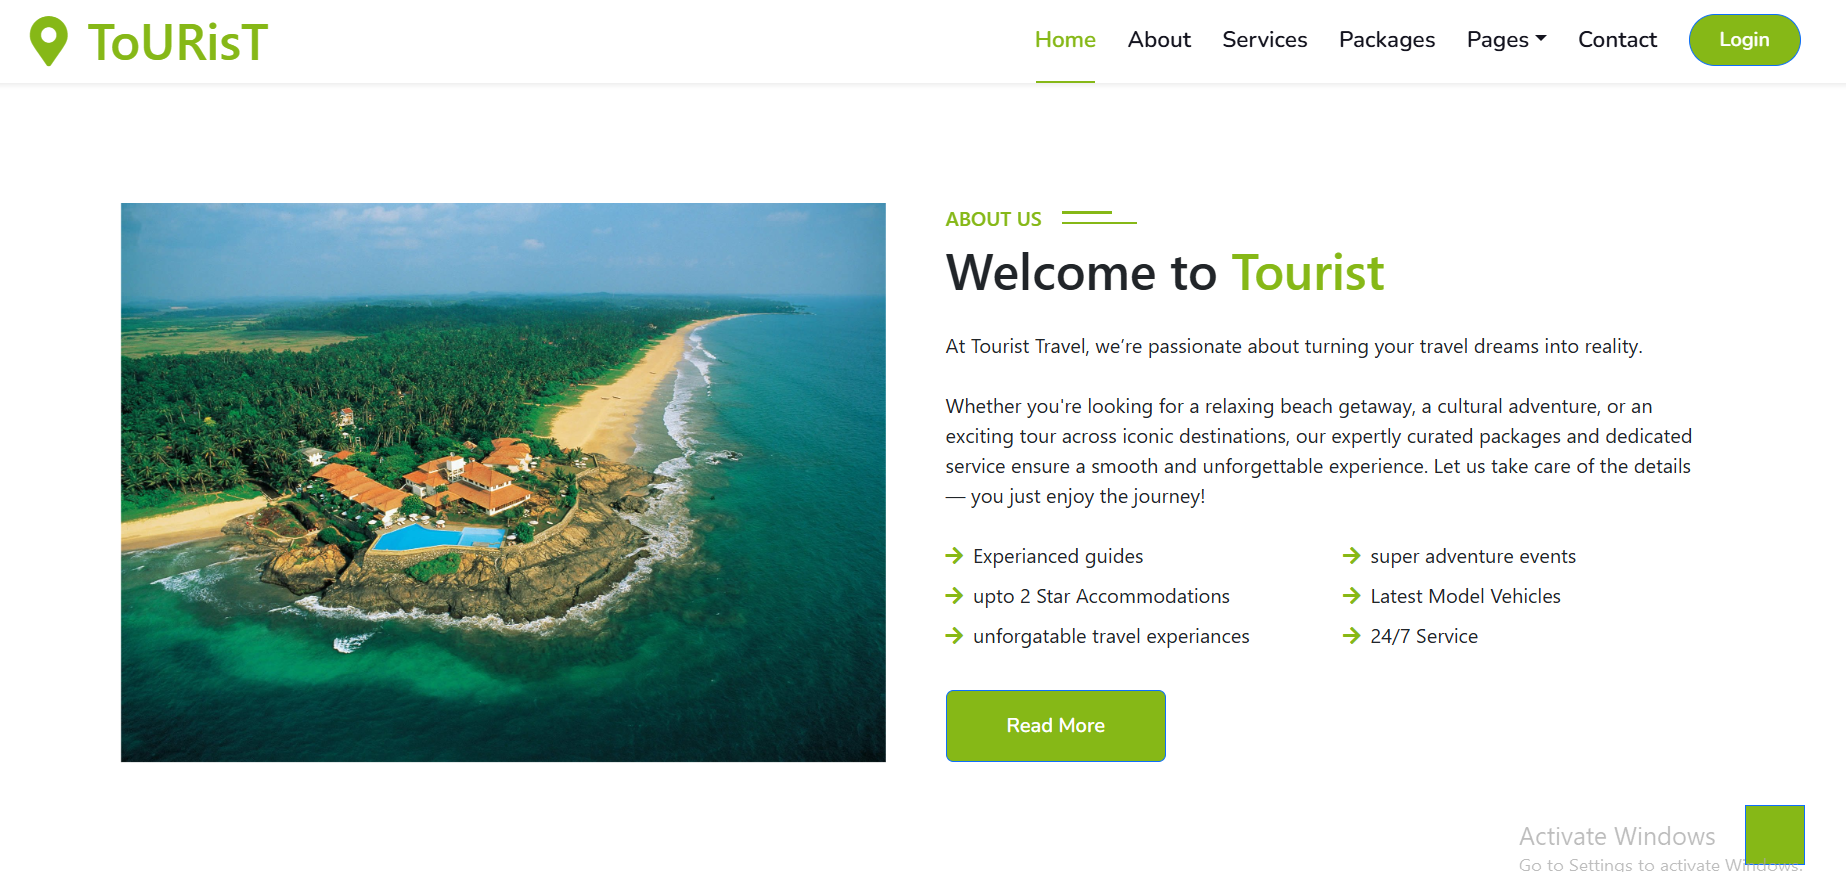 ToURisT
Home About Services Packages Pages Contact Login
ABOUT US
Welcome to Tourist
At Tourist Travel, we’re passionate about turning your travel dreams into reality.
Whether you're looking for a relaxing beach getaway, a cultural adventure, or an
exciting tour across iconic destinations, our expertly curated packages and dedicated
service ensure a smooth and unforgettable experience. Let us take care of the details
— you just enjoy the journey!
Experianced guides
super adventure events
upto 2 Star Accommodations
Latest Model Vehicles
unforgatable travel experiances
24/7 Service
Read More
Activate Windows
Go to Settings to activate Windows.